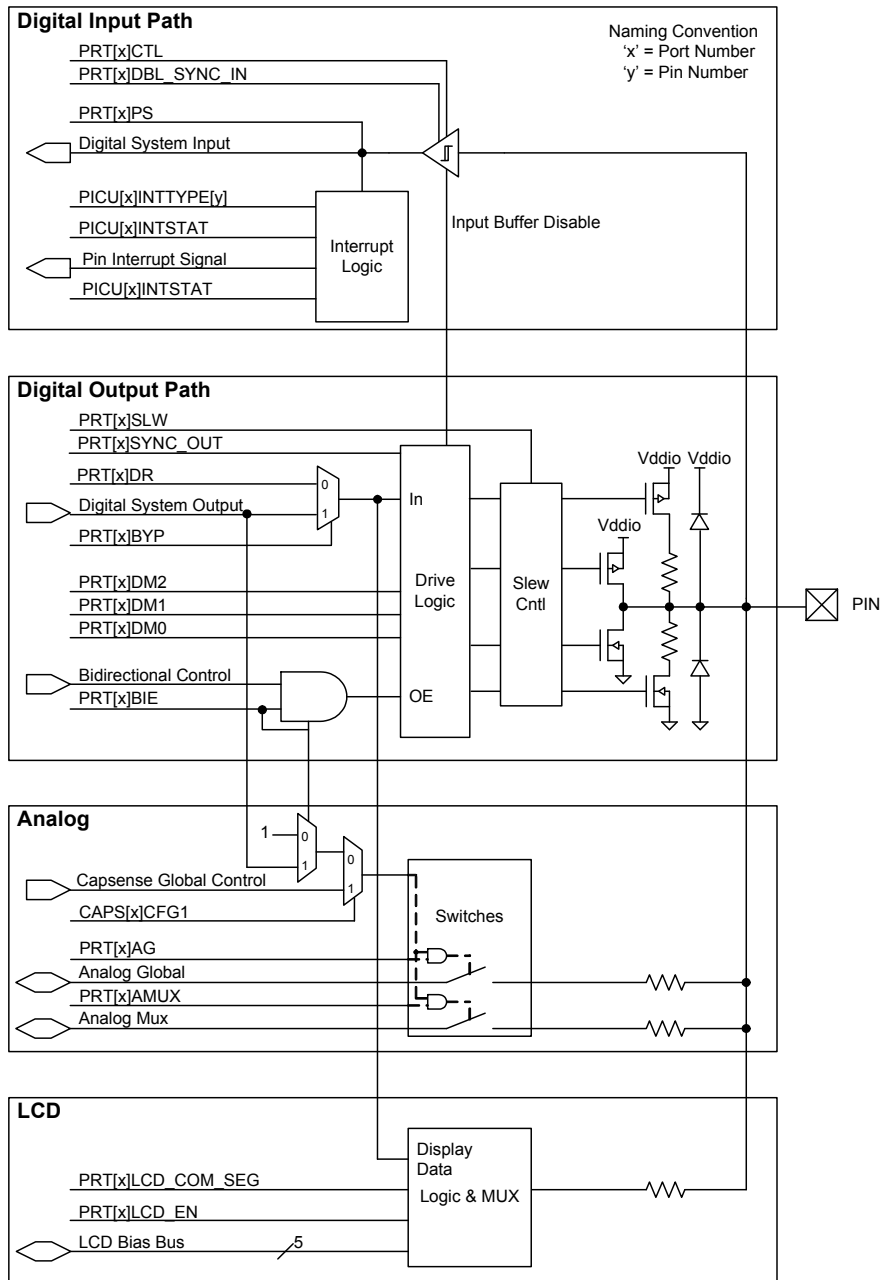 Digital Input Path
Naming Convention
'x' = Port Number
'y' = Pin Number
PRT[x]CTL
PRT[x]DBL_SYNC_IN
PRT[x]PS
Digital System Input
PICU[x]INTTYPE[y]
PICU[x]INTSTAT
Pin Interrupt Signal
PICU[x]INTSTAT
Interrupt
Logic
Input Buffer Disable
Digital Output Path
PRT[x]SLW
PRT[x]SYNC_OUT
PRT[x]DR
Digital System Output
PRT[x]BYP
0
1
PRT[x]DM2
PRT[x]DM1
PRT[x]DM0
Bidirectional Control
PRT[x]BIE
In
Drive
Logic
OE
Slew
Cntl
Vddio
Vddio
Vddio
PIN
Analog
1
0
1
0
1
Capsense Global Control
CAPS[x]CFG1
Switches
PRT[x]AG
Analog Global
PRT[x]AMUX
Analog Mux
LCD
Display
Data
Logic & MUX
PRT[x]LCD_COM_SEG
PRT[x]LCD_EN
LCD Bias Bus
5